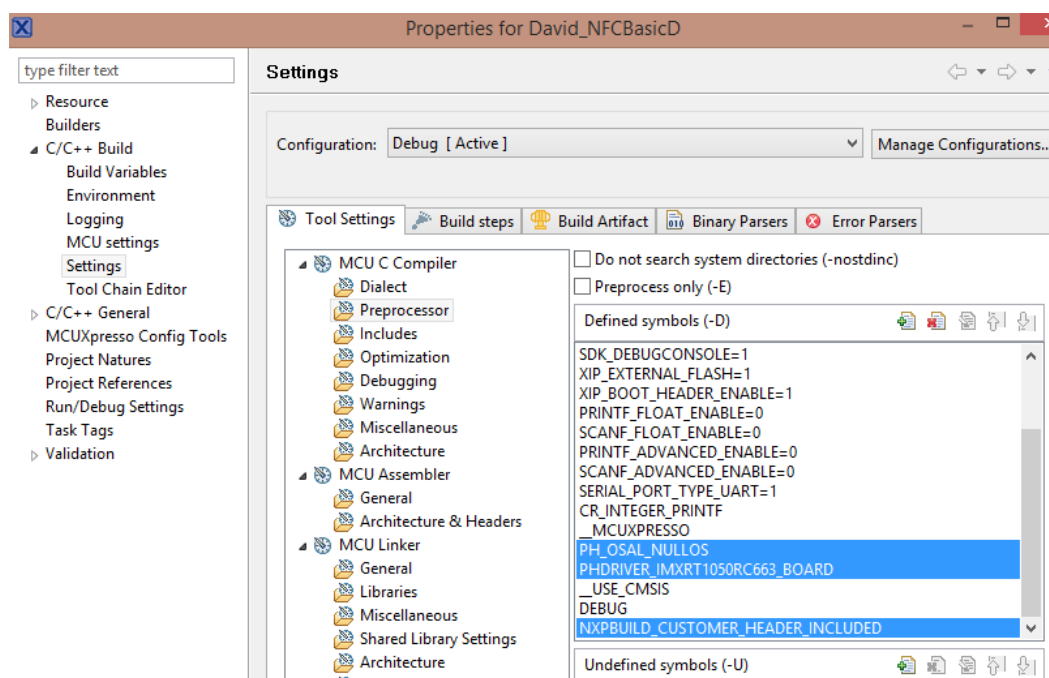 Properties for David_NFCBasicD
type filter text
Resource
Builders
C/C++ Build
Build Variables
Environment
Logging
MCU settings
Settings
Tool Chain Editor
C/C++ General
MCUXpresso Config Tools
Project Natures
Project References
Run/Debug Settings
Task Tags
Validation
Settings
Configuration: Debug [ Active ] Manage Configurations..
Tool Settings Build steps Build Artifact Binary Parsers Error Parsers
MCU C Compiler
Dialect
Preprocessor
Includes
Optimization
Debugging
Warnings
Miscellaneous
Architecture
MCU Assembler
General
Architecture & Headers
MCU Linker
General
Libraries
Miscellaneous
Shared Library Settings
Architecture
Do not search system directories (-nostdinc)
Preprocess only (-E)
Defined symbols (-D)
SDK_DEBUGCONSOLE=1
XIP_EXTERNAL_FLASH=1
XIP_BOOT_HEADER_ENABLE=1
PRINTF_FLOAT_ENABLE=0
SCANF_FLOAT_ENABLE=0
PRINTF_ADVANCED_ENABLE=0
SCANF_ADVANCED_ENABLE=0
SERIAL_PORT_TYPE_UART=1
CR_INTEGER_PRINTF
__MCUXPRESSO
PH_OSAL_NULLOS
PHDRIVER_IMXRT1050RC663_BOARD
__USE_CMSIS
DEBUG
NXPBUILD_CUSTOMER_HEADER_INCLUDED
Undefined symbols (-U)